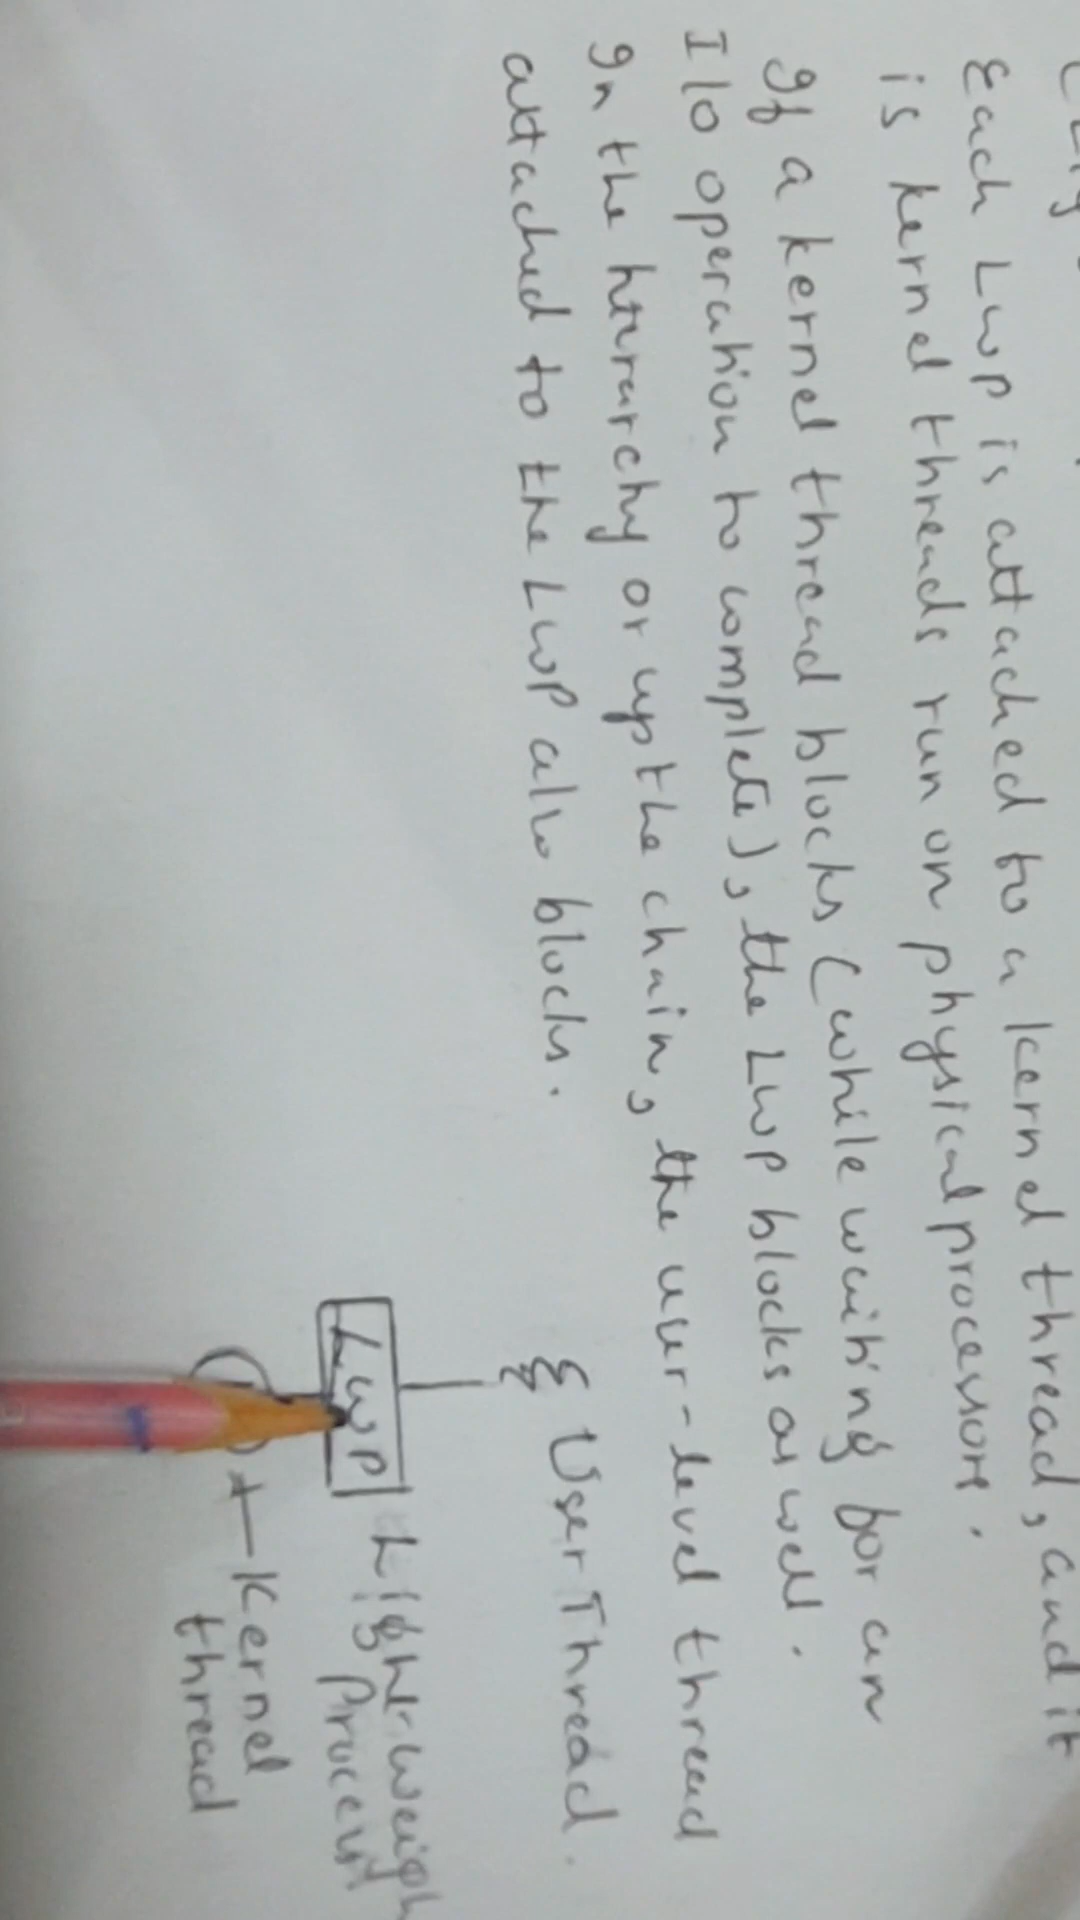 Each LWP is attached to a kernel thread, and it
is kernel threads run on physical processors.
If a kernel thread blocks (while waiting for an
I/O operation to complete), the LWP blocks as well.
In the hierarchy or up the chain, the user-level thread
attached to the LWP also blocks.
User Thread.
LWP Light-weigh
Process
Kernel
thread